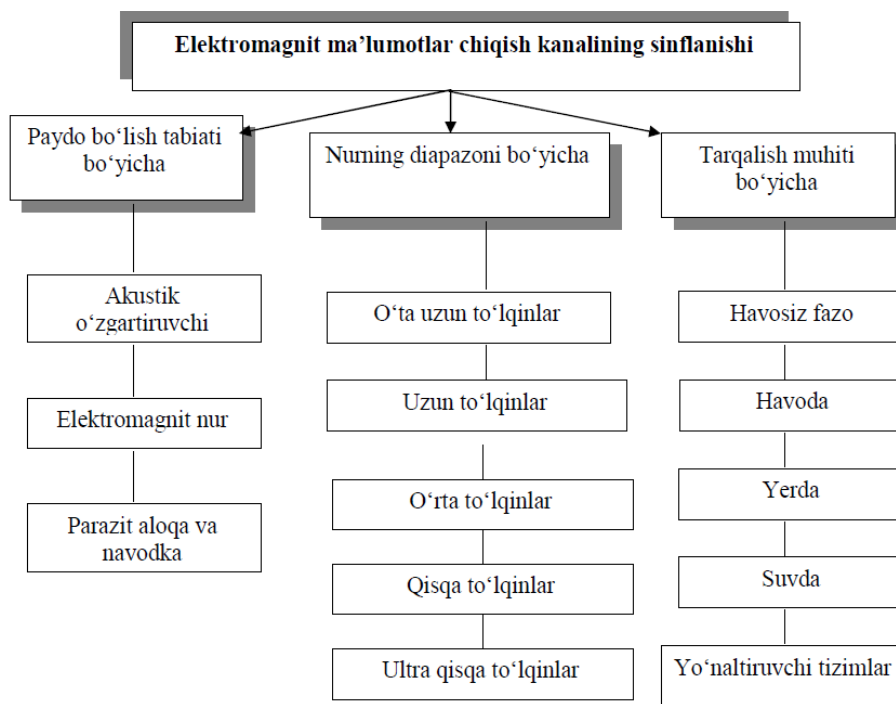 Elektromagnit ma’lumotlar chiqish kanalining sinflanishi
Paydo bo‘lish tabiati
bo‘yicha
Akustik
o‘zgartiruvchi
Elektromagnit nur
Parazit aloqa va
navodka
Nurning diapazoni bo‘yicha
O‘ta uzun to‘lqinlar
Uzun to‘lqinlar
O‘rta to‘lqinlar
Qisqa to‘lqinlar
Ultra qisqa to‘lqinlar
Tarqalish muhiti
bo‘yicha
Havosiz fazo
Havoda
Yerda
Suvda
Yo‘naltiruvchi tizimlar